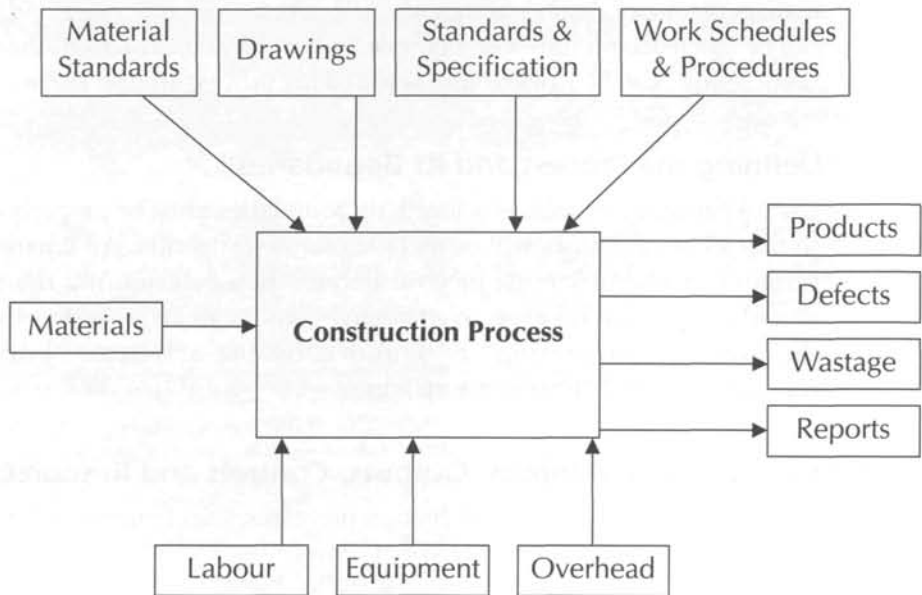 Material
Standards
Drawings
Standards &
Specification
Work Schedules
& Procedures
Products
Defects
Materials
Construction Process
Wastage
Reports
Labour
Equipment
Overhead